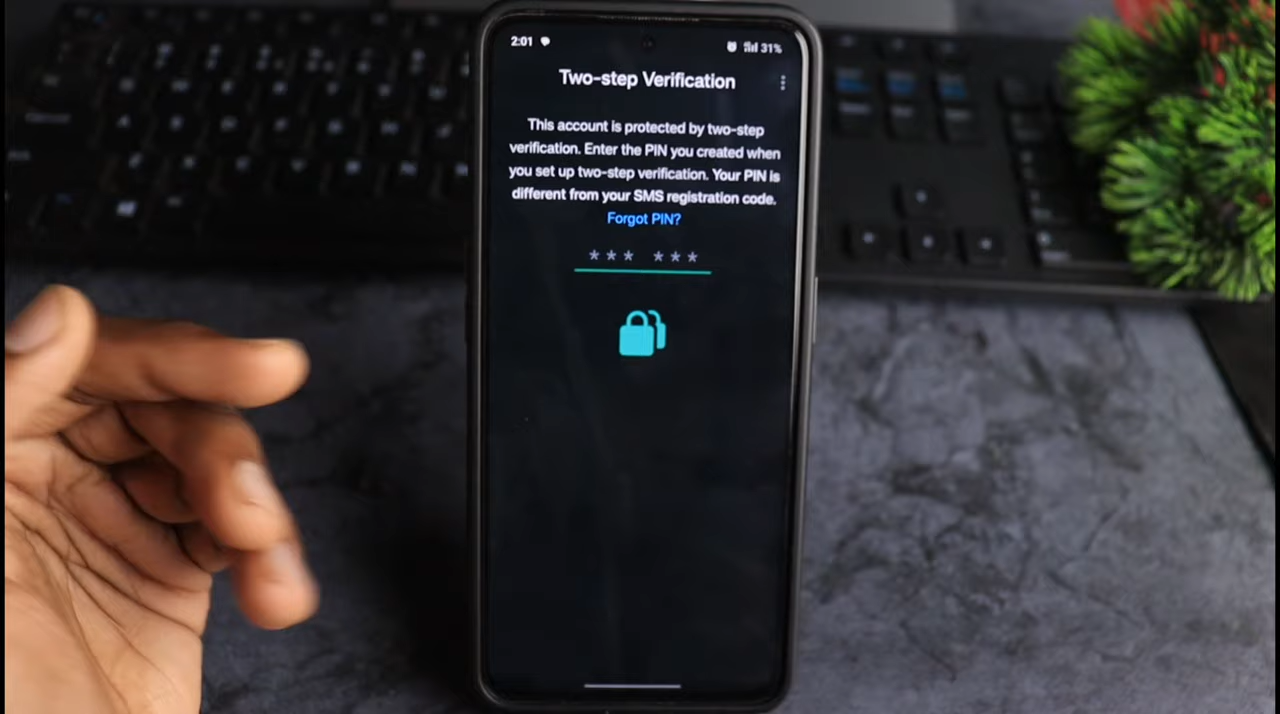 2:01 31%
Two-step Verification
This account is protected by two-step
verification. Enter the PIN you created when
you set up two-step verification. Your PIN is
different from your SMS registration code.
Forgot PIN?
*** ***